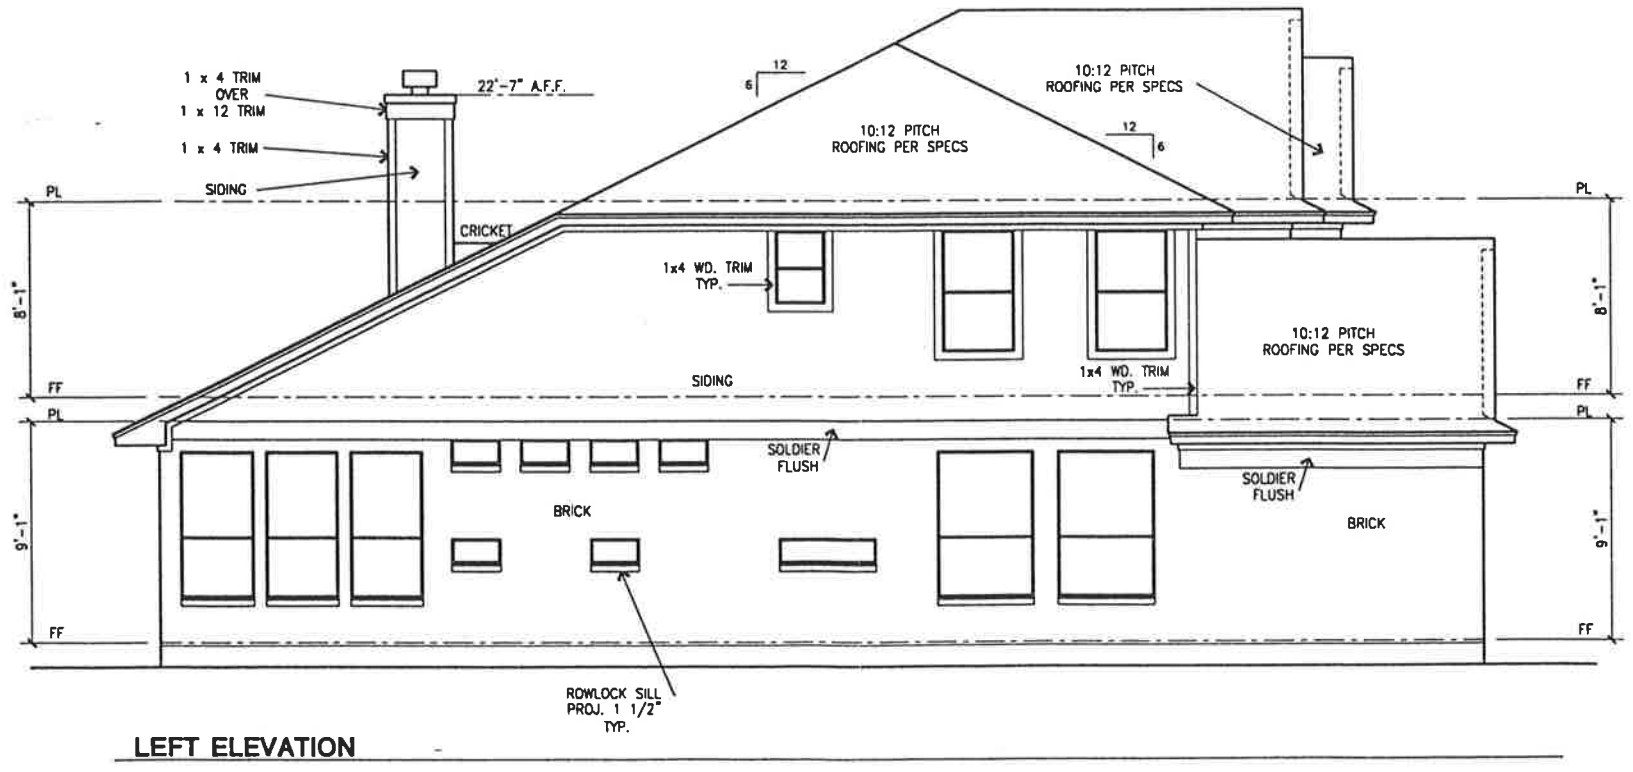 1 x 4 TRIM
OVER
1 x 12 TRIM
1 x 4 TRIM
SIDING
22'-7" A.F.F.
12
6
10:12 PITCH
ROOFING PER SPECS
10:12 PITCH
ROOFING PER SPECS
12
6
PL
PL
CRICKET
1x4 WD. TRIM
TYP.
8'-1"
8'-1"
10:12 PITCH
ROOFING PER SPECS
SIDING
1x4 WD. TRIM
TYP.
FF
FF
PL
PL
SOLDIER
FLUSH
SOLDIER
FLUSH
BRICK
BRICK
9'-1"
9'-1"
FF
FF
ROWLOCK SILL
PROJ. 1 1/2"
TYP.
LEFT ELEVATION